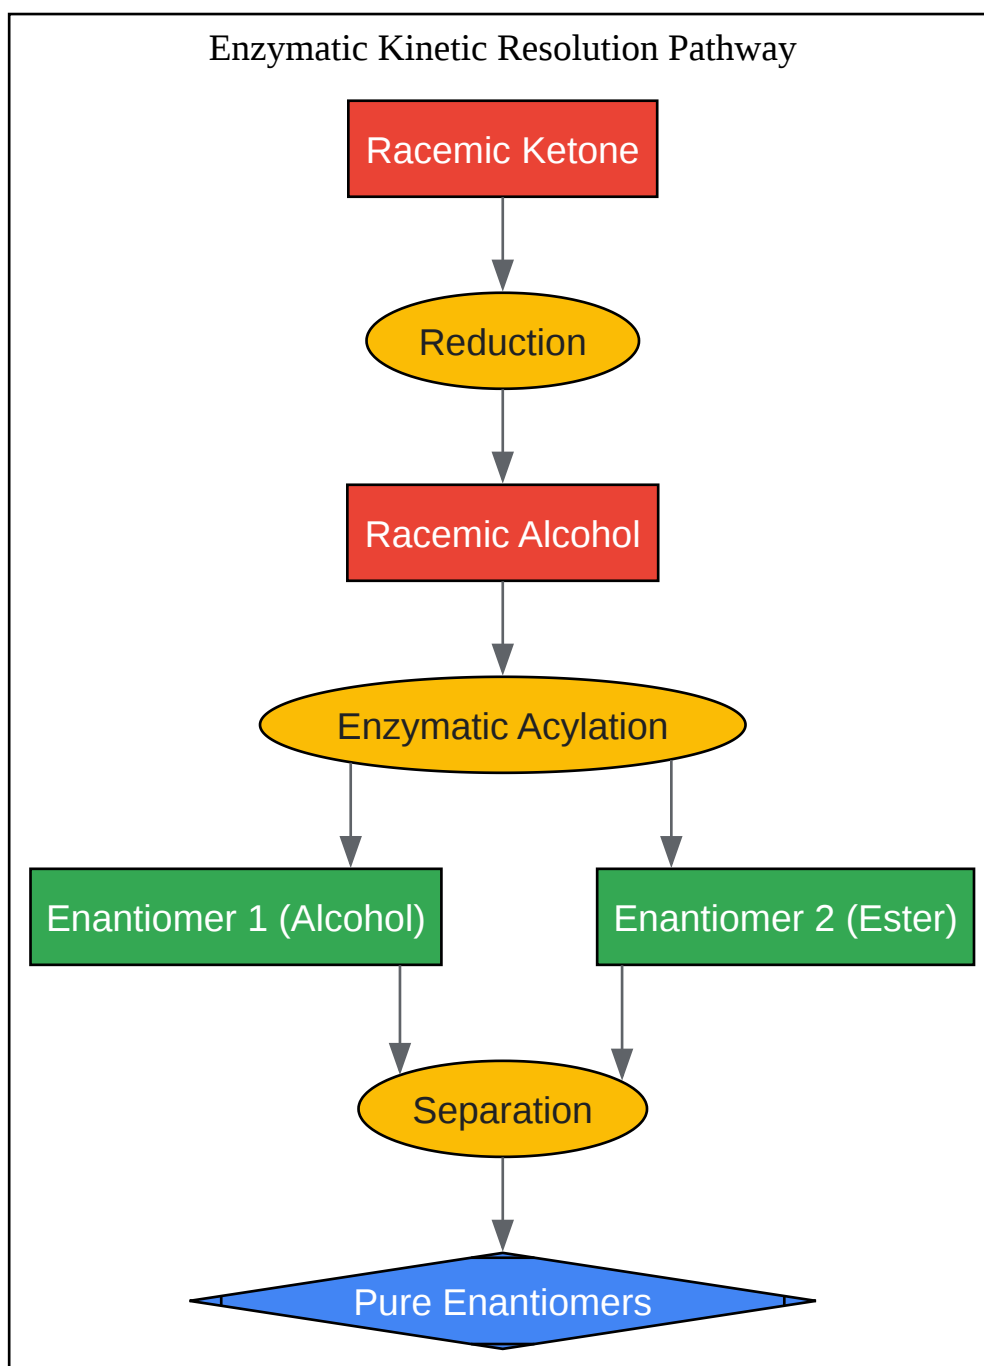 Enzymatic Kinetic Resolution Pathway
Racemic Ketone
Reduction
Racemic Alcohol
Enzymatic Acylation
Enantiomer 1 (Alcohol)
Enantiomer 2 (Ester)
Separation
Pure Enantiomers